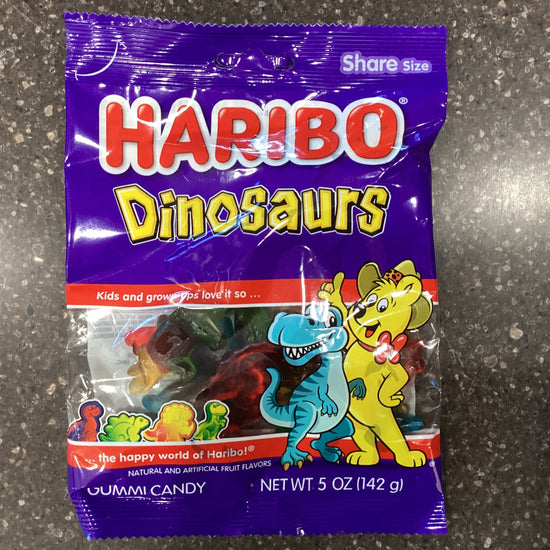 Share Size
HARIBO®
Dinosaurs
Kids and grown-ups love it so ...
... the happy world of Haribo!®
NATURAL AND ARTIFICIAL FRUIT FLAVORS
GUMMI CANDY NET WT 5 OZ (142 g)